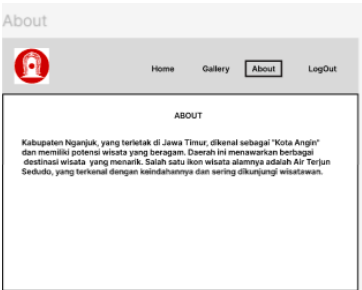 About
Home Gallery About LogOut
ABOUT
Kabupaten Nganjuk, yang terletak di Jawa Timur, dikenal sebagai "Kota Angin"
dan memiliki potensi wisata yang beragam. Daerah ini menawarkan berbagai
destinasi wisata yang menarik. Salah satu ikon wisata alamnya adalah Air Terjun
Sedudo, yang terkenal dengan keindahannya dan sering dikunjungi wisatawan.